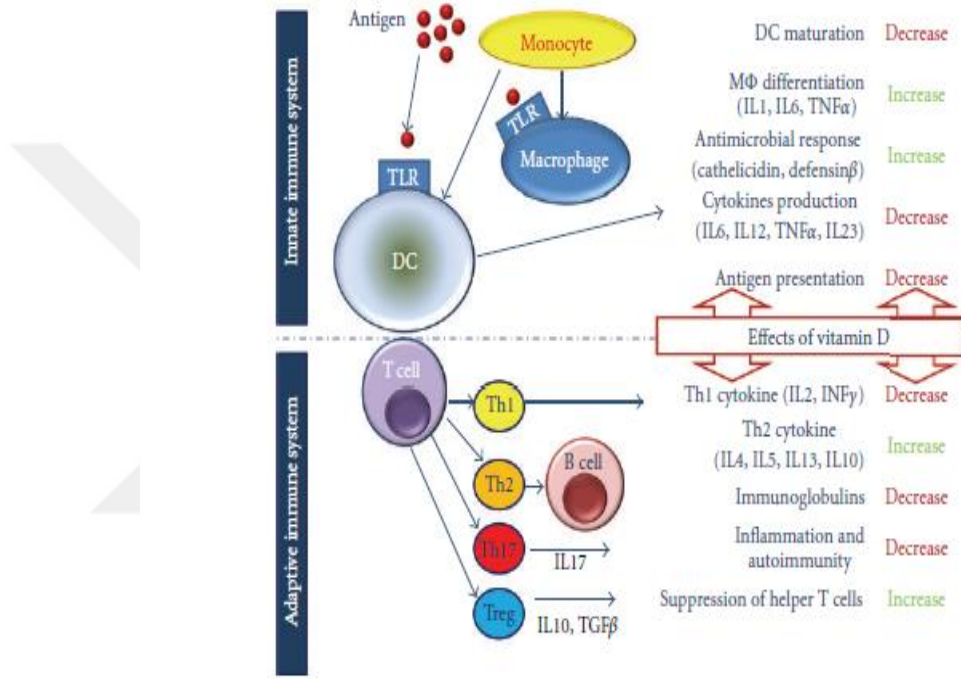 Innate immune system
Antigen
Monocyte
TLR
Macrophage
TLR
DC
DC maturation Decrease
MΦ differentiation
(IL1, IL6, TNFα) Increase
Antimicrobial response
(cathelicidin, defensinβ) Increase
Cytokines production
(IL6, IL12, TNFα, IL23) Decrease
Antigen presentation Decrease
Effects of vitamin D
Adaptive immune system
T cell
Th1
Th2
B cell
Th17
IL17
Treg
IL10, TGFβ
Th1 cytokine (IL2, INFγ) Decrease
Th2 cytokine
(IL4, IL5, IL13, IL10) Increase
Immunoglobulins Decrease
Inflammation and
autoimmunity Decrease
Suppression of helper T cells Increase